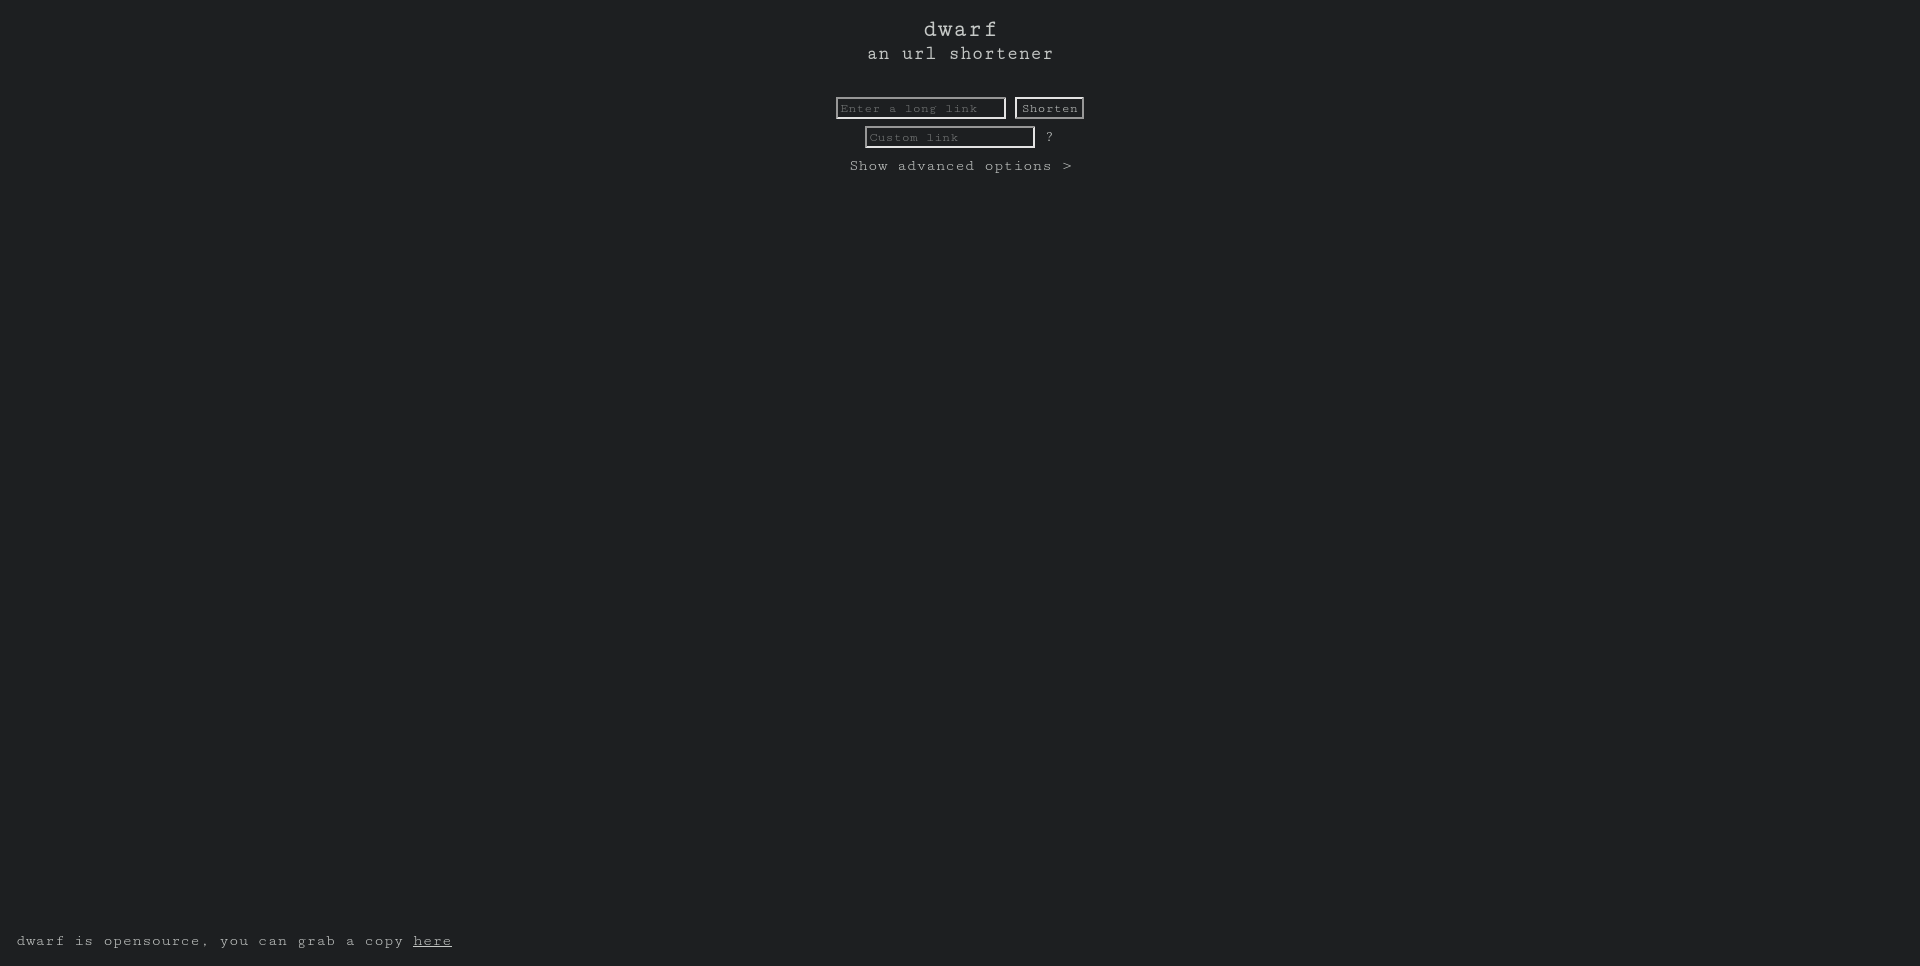 dwarf
an url shortener
Enter a long link Shorten
Custom link ?
Show advanced options >
dwarf is opensource, you can grab a copy here